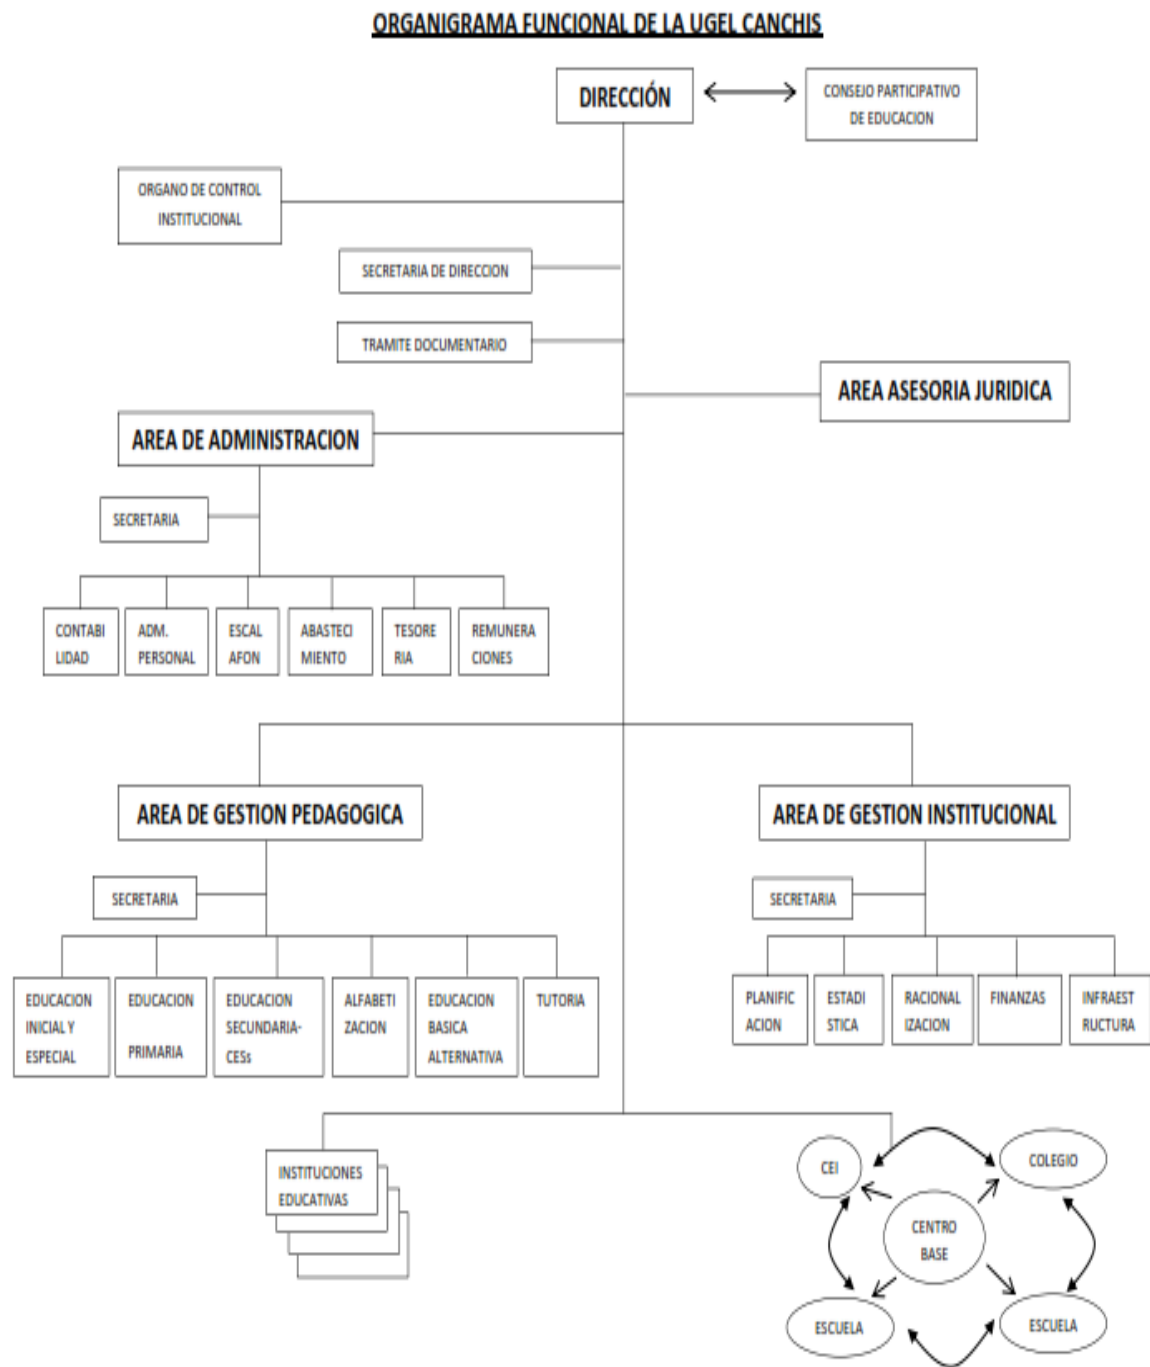 ORGANIGRAMA FUNCIONAL DE LA UGEL CANCHIS
DIRECCIÓN
CONSEJO PARTICIPATIVO
DE EDUCACION
ORGANO DE CONTROL
INSTITUCIONAL
SECRETARIA DE DIRECCION
TRAMITE DOCUMENTARIO
AREA ASESORIA JURIDICA
AREA DE ADMINISTRACION
SECRETARIA
CONTABI
LIDAD
ADM.
PERSONAL
ESCAL
AFON
ABASTECI
MIENTO
TESORE
RIA
REMUNERA
CIONES
AREA DE GESTION PEDAGOGICA
AREA DE GESTION INSTITUCIONAL
SECRETARIA
SECRETARIA
EDUCACION
INICIAL Y
ESPECIAL
EDUCACION
PRIMARIA
EDUCACION
SECUNDARIA-
CESs
ALFABETI
ZACION
EDUCACION
BASICA
ALTERNATIVA
TUTORIA
PLANIFIC
ACION
ESTADI
STICA
RACIONAL
IZACION
FINANZAS
INFRAEST
RUCTURA
INSTITUCIONES
EDUCATIVAS
CEI
COLEGIO
CENTRO
BASE
ESCUELA
ESCUELA